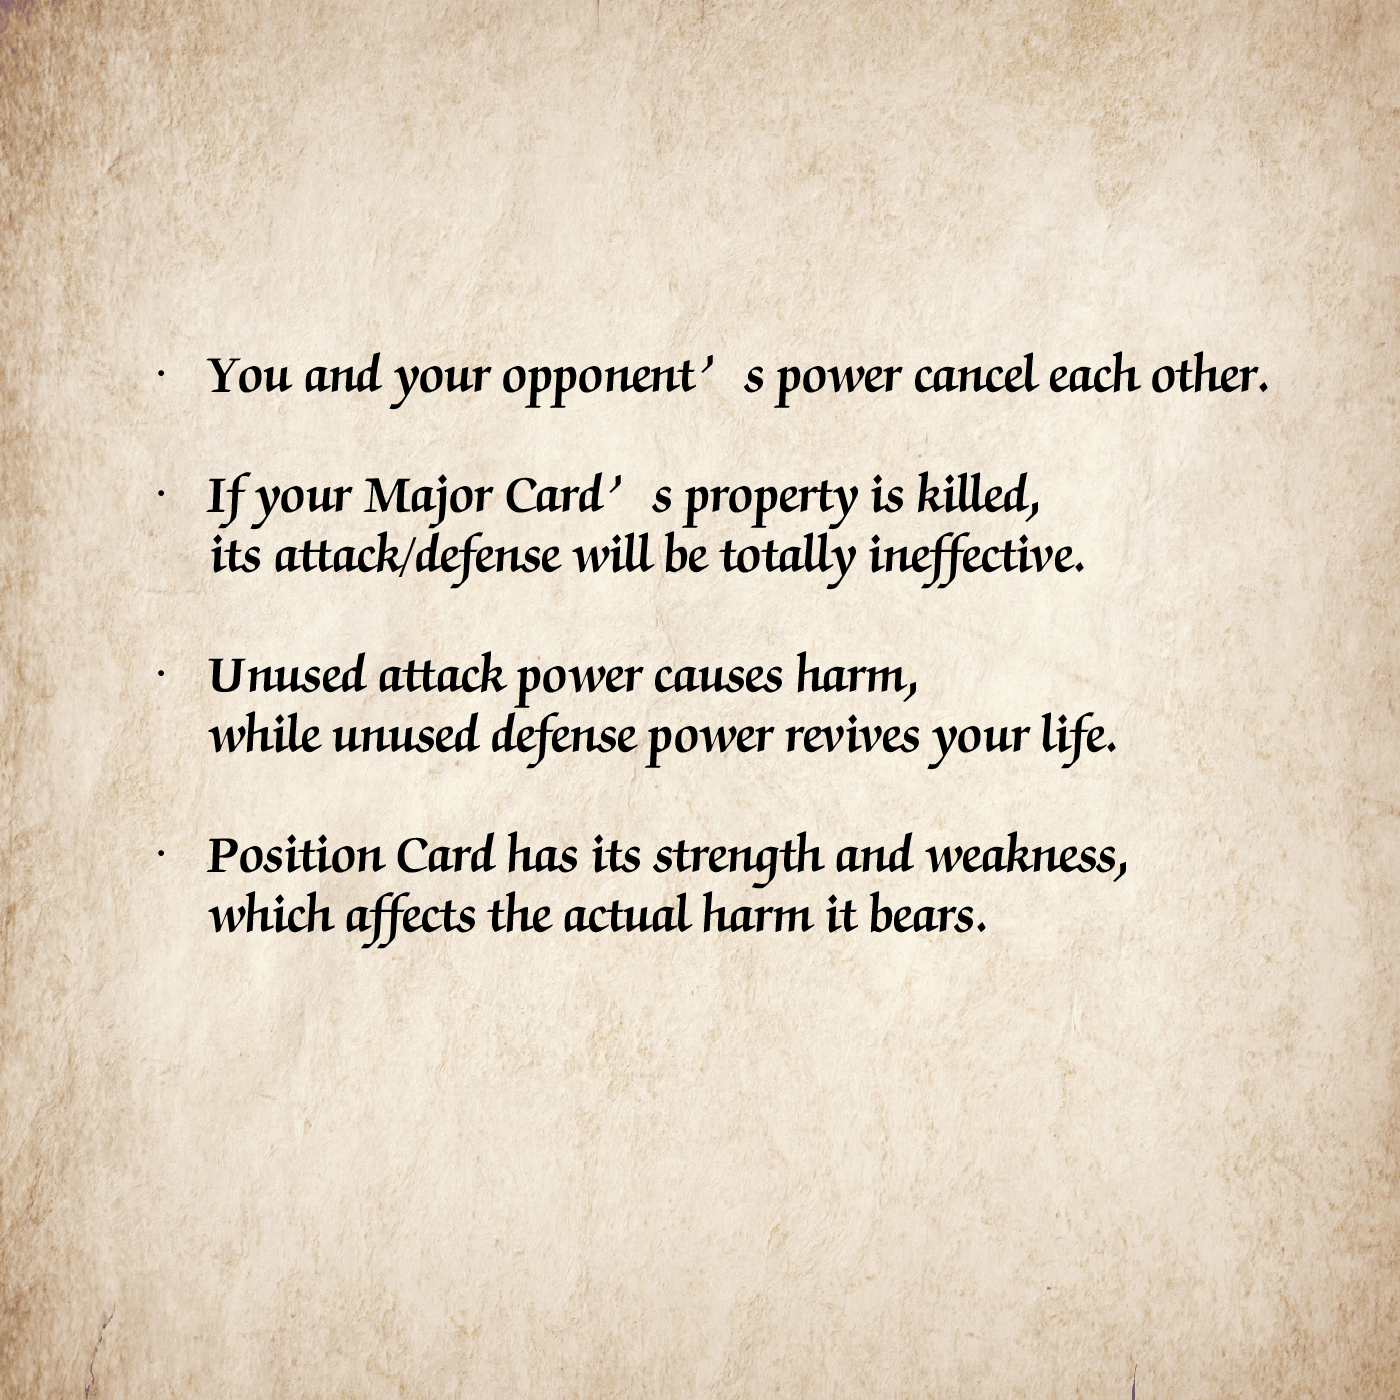 · You and your opponent’ s power cancel each other.
· If your Major Card’ s property is killed,
its attack/defense will be totally ineffective.
· Unused attack power causes harm,
while unused defense power revives your life.
· Position Card has its strength and weakness,
which affects the actual harm it bears.